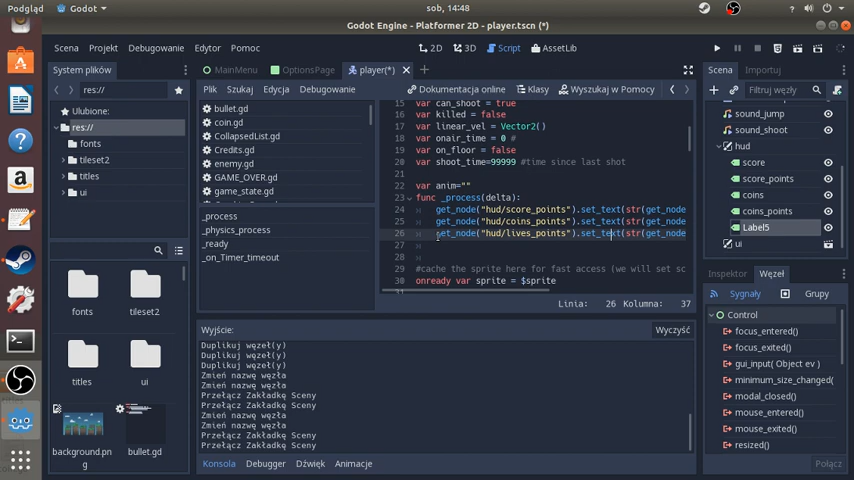 Podgląd
Godot
sob, 14:48
Godot Engine - Platformer 2D - player.tscn (*)
Scena Projekt Debugowanie Edytor Pomoc
2D 3D Script AssetLib
System plików
MainMenu OptionsPage player(*)
Scena Importuj
res://
Plik Szukaj Edycja Debugowanie
Dokumentacja online Klasy Wyszukaj w Pomocy
Filtruj węzły
Ulubione:
res://
fonts
tileset2
titles
ui
bullet.gd
coin.gd
CollapsedList.gd
Credits.gd
enemy.gd
GAME_OVER.gd
game_state.gd
_process
_physics_process
_ready
_on_Timer_timeout
15 var can_shoot = true
16 var killed = false
17 var linear_vel = Vector2()
18 var onair_time = 0 #
19 var on_floor = false
20 var shoot_time=99999 #time since last shot
21
22 var anim=""
23 func _process(delta):
24 get_node("hud/score_points").set_text(str(get_node
25 get_node("hud/coins_points").set_text(str(get_node
26 get_node("hud/lives_points").set_text(str(get_node
27
28
29 #cache the sprite here for fast access (we will set sc
30 onready var sprite = $sprite
Linia: 26 Kolumna: 37
sound_jump
sound_shoot
hud
score
score_points
coins
coins_points
Label5
ui
Inspektor Węzeł
Sygnały Grupy
Control
focus_entered()
focus_exited()
gui_input( Object ev )
minimum_size_changed(
modal_closed()
mouse_entered()
mouse_exited()
resized()
Połącz
fonts tileset2
titles ui
background.pn
g
bullet.gd
Wyjście:
Wyczyść
Duplikuj węzeł(y)
Duplikuj węzeł(y)
Duplikuj węzeł(y)
Zmień nazwę węzła
Zmień nazwę węzła
Przełącz Zakładkę Sceny
Przełącz Zakładkę Sceny
Zmień nazwę węzła
Zmień nazwę węzła
Przełącz Zakładkę Sceny
Przełącz Zakładkę Sceny
Konsola Debugger Dźwięk Animacje